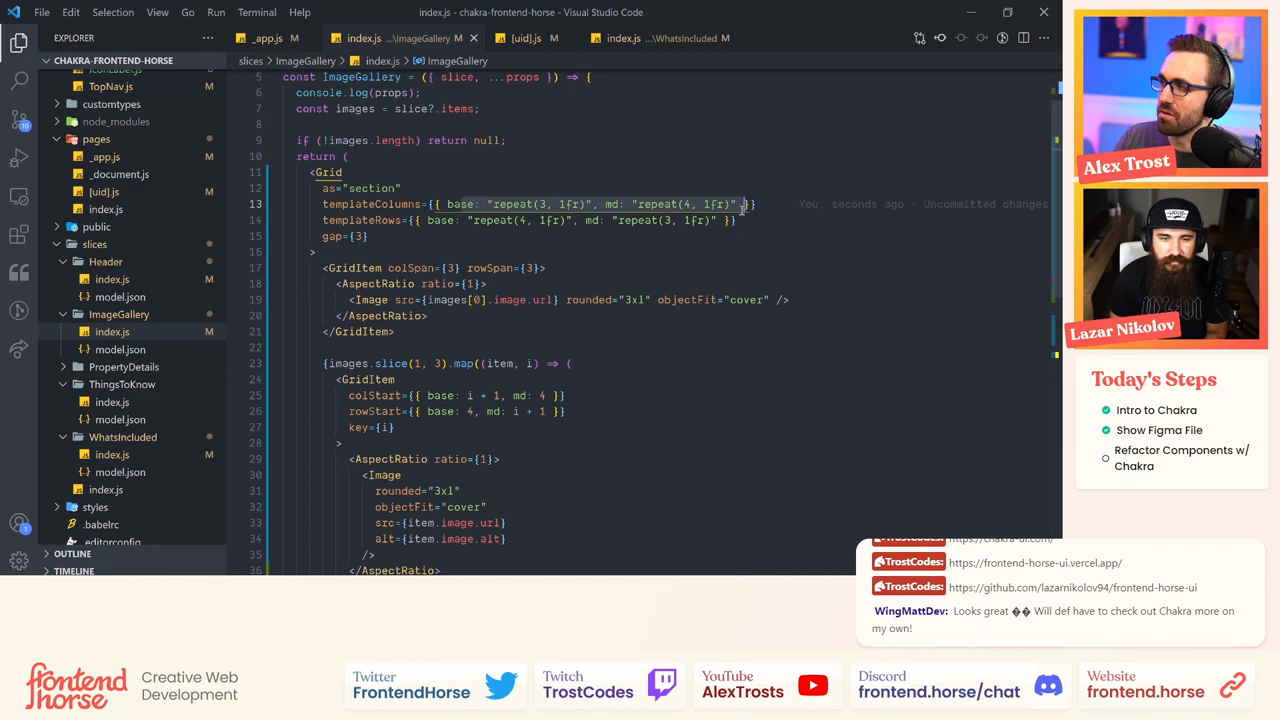 File Edit Selection View Go Run Terminal Help
index.js - chakra-frontend-horse - Visual Studio Code
EXPLORER
CHAKRA-FRONTEND-HORSE
TopNav.js M
customtypes
node_modules
pages
_app.js M
_document.js
[uid].js M
index.js
public
slices
Header
index.js M
model.json
ImageGallery
index.js M
model.json
PropertyDetails
ThingsToKnow
index.js
model.json
WhatsIncluded
index.js M
model.json
index.js
styles
.babelrc
.editorconfig
OUTLINE
TIMELINE
10
1
_app.js M
index.js ...\ImageGallery M
[uid].js M
index.js ...\WhatsIncluded M
slices > ImageGallery > index.js > ImageGallery
5 const ImageGallery = ({ slice, ...props }) => {
6 console.log(props);
7 const images = slice?.items;
8
9 if (!images.length) return null;
10 return (
11 <Grid
12 as="section"
13 templateColumns={{ base: "repeat(3, 1fr)", md: "repeat(4, 1fr)" }} You, seconds ago · Uncommitted changes
14 templateRows={{ base: "repeat(4, 1fr)", md: "repeat(3, 1fr)" }}
15 gap={3}
16 >
17 <GridItem colSpan={3} rowSpan={3}>
18 <AspectRatio ratio={1}>
19 <Image src={images[0].image.url} rounded="3xl" objectFit="cover" />
20 </AspectRatio>
21 </GridItem>
22
23 {images.slice(1, 3).map((item, i) => (
24 <GridItem
25 colStart={{ base: i + 1, md: 4 }}
26 rowStart={{ base: 4, md: i + 1 }}
27 key={i}
28 >
29 <AspectRatio ratio={1}>
30 <Image
31 rounded="3xl"
32 objectFit="cover"
33 src={item.image.url}
34 alt={item.image.alt}
35 />
36 </AspectRatio>
Alex Trost
Lazar Nikolov
Today's Steps
Intro to Chakra
Show Figma File
Refactor Components w/
Chakra
TrostCodes: https://chakra-ui.com/
TrostCodes: https://frontend-horse-ui.vercel.app/
TrostCodes: https://github.com/lazarnikolov94/frontend-horse-ui
WingMattDev: Looks great �� Will def have to check out Chakra more on
my own!
frontend
horse
Creative Web
Development
Twitter
FrontendHorse
Twitch
TrostCodes
YouTube
AlexTrosts
Discord
frontend.horse/chat
Website
frontend.horse